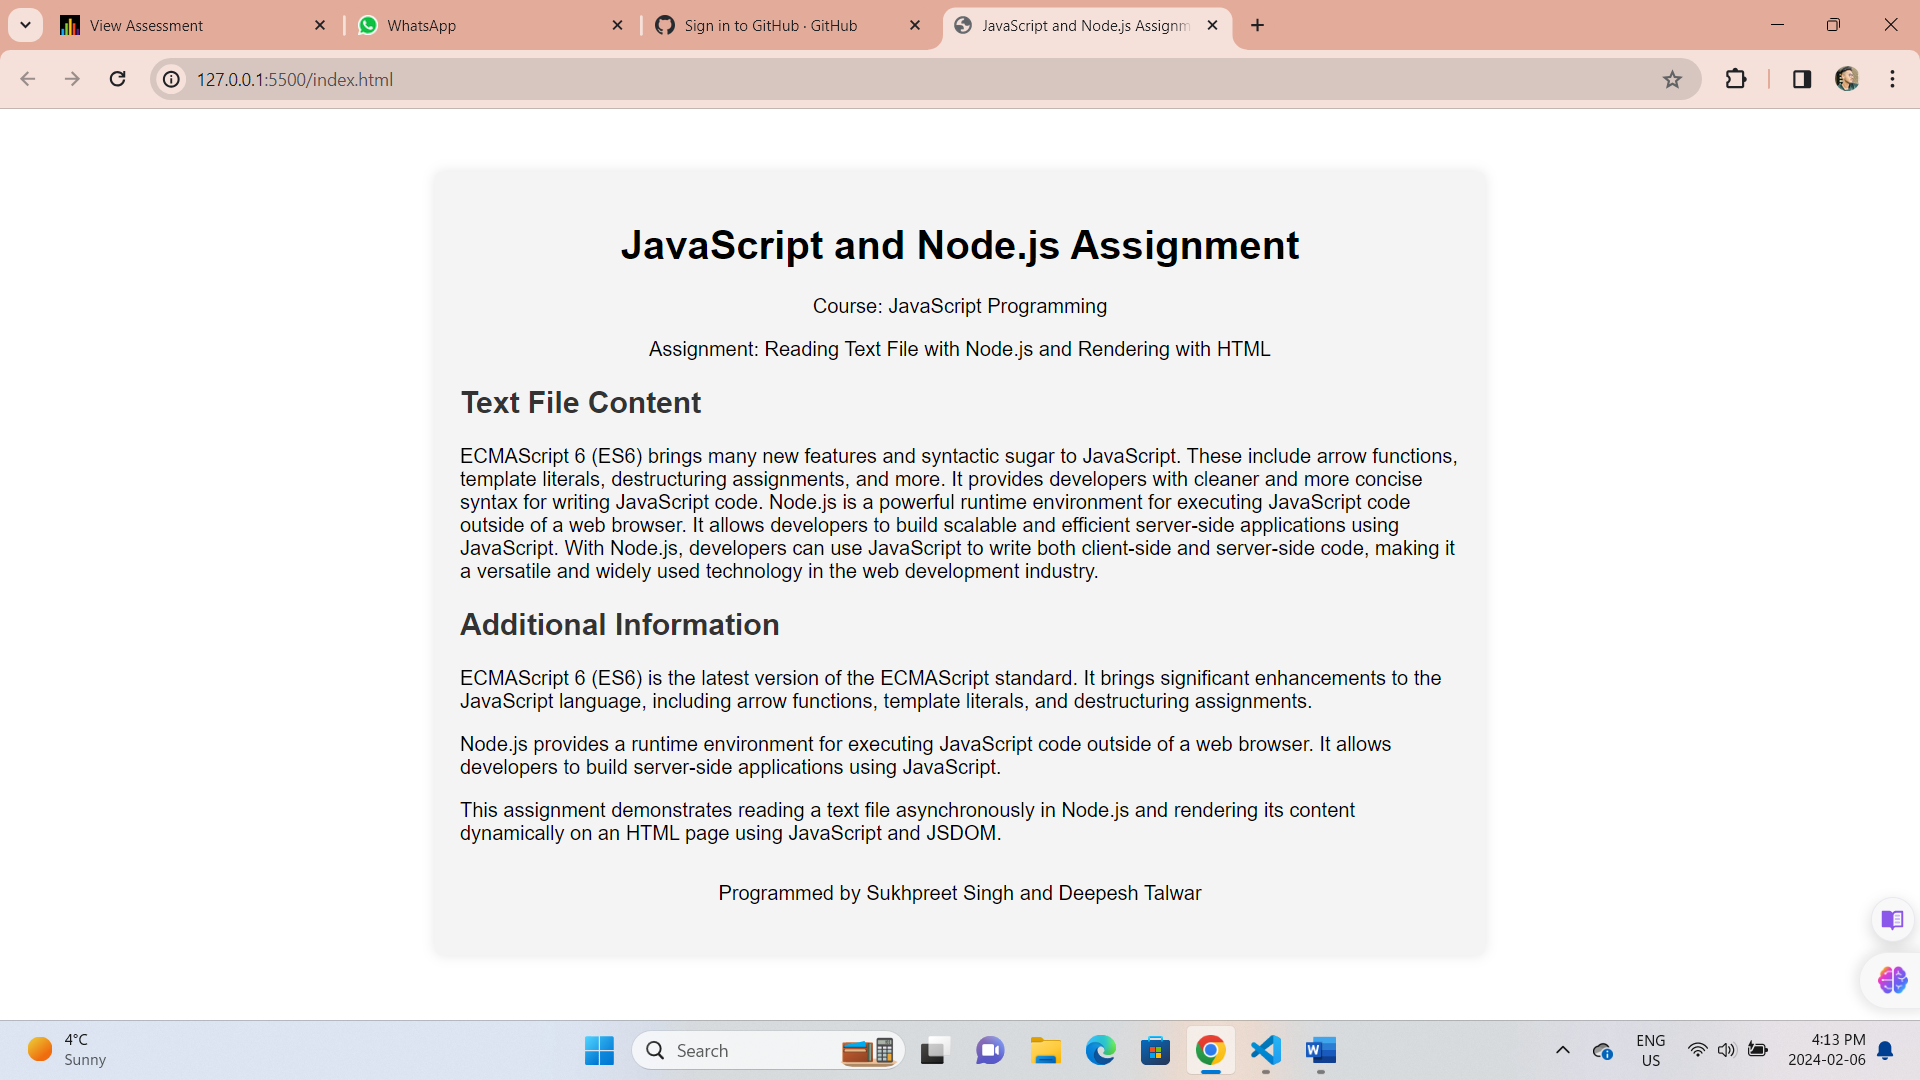 View Assessment
WhatsApp
Sign in to GitHub · GitHub
JavaScript and Node.js Assignm
127.0.0.1:5500/index.html
JavaScript and Node.js Assignment
Course: JavaScript Programming
Assignment: Reading Text File with Node.js and Rendering with HTML
Text File Content
ECMAScript 6 (ES6) brings many new features and syntactic sugar to JavaScript. These include arrow functions,
template literals, destructuring assignments, and more. It provides developers with cleaner and more concise
syntax for writing JavaScript code. Node.js is a powerful runtime environment for executing JavaScript code
outside of a web browser. It allows developers to build scalable and efficient server-side applications using
JavaScript. With Node.js, developers can use JavaScript to write both client-side and server-side code, making it
a versatile and widely used technology in the web development industry.
Additional Information
ECMAScript 6 (ES6) is the latest version of the ECMAScript standard. It brings significant enhancements to the
JavaScript language, including arrow functions, template literals, and destructuring assignments.
Node.js provides a runtime environment for executing JavaScript code outside of a web browser. It allows
developers to build server-side applications using JavaScript.
This assignment demonstrates reading a text file asynchronously in Node.js and rendering its content
dynamically on an HTML page using JavaScript and JSDOM.
Programmed by Sukhpreet Singh and Deepesh Talwar
4°C
Sunny
Search
W
ENG
US
4:13 PM
2024-02-06